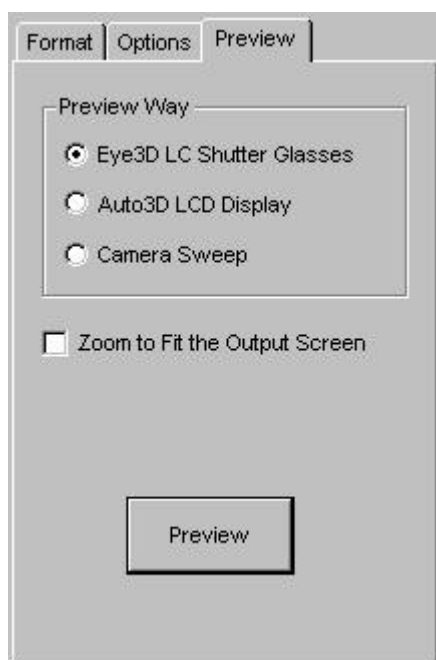 Format Options Preview
Preview Way
Eye3D LC Shutter Glasses
Auto3D LCD Display
Camera Sweep
Zoom to Fit the Output Screen
Preview